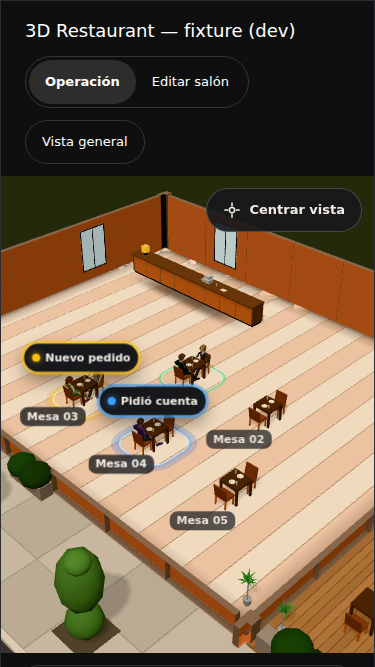 3D Restaurant — fixture (dev)
Operación
Editar salón
Vista general
Centrar vista
Nuevo pedido
Pidió cuenta
Mesa 03
Mesa 02
Mesa 04
Mesa 05